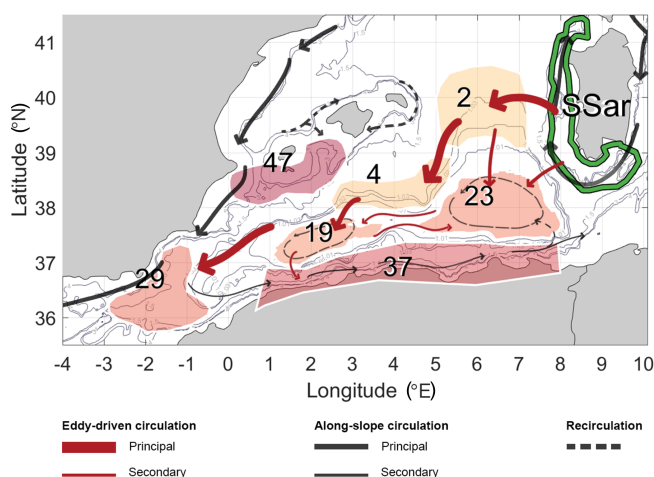 41
40
39
38
37
36
Latitude (°N)
2
SSar
47
4
23
19
29
37
-4 -3 -2 -1 0 1 2 3 4 5 6 7 8 9 10
Longitude (°E)
Eddy-driven circulation Along-slope circulation Recirculation
Principal Principal
Secondary Secondary